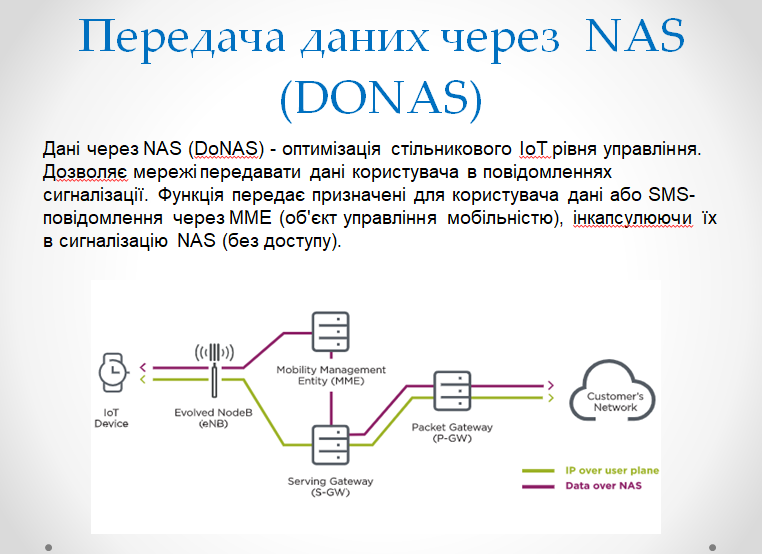 Передача даних через NAS
(DONAS)
Дані через NAS (DoNAS) - оптимізація стільникового IoT рівня управління.
Дозволяє мережі передавати дані користувача в повідомленнях
сигналізації. Функція передає призначені для користувача дані або SMS-
повідомлення через MME (об'єкт управління мобільністю), інкапсулюючи їх
в сигналізацію NAS (без доступу).
Mobility Management
Entity (MME)
IoT
Device
Evolved NodeB
(eNB)
Customer's
Network
Packet Gateway
(P-GW)
Serving Gateway
(S-GW)
IP over user plane
Data over NAS